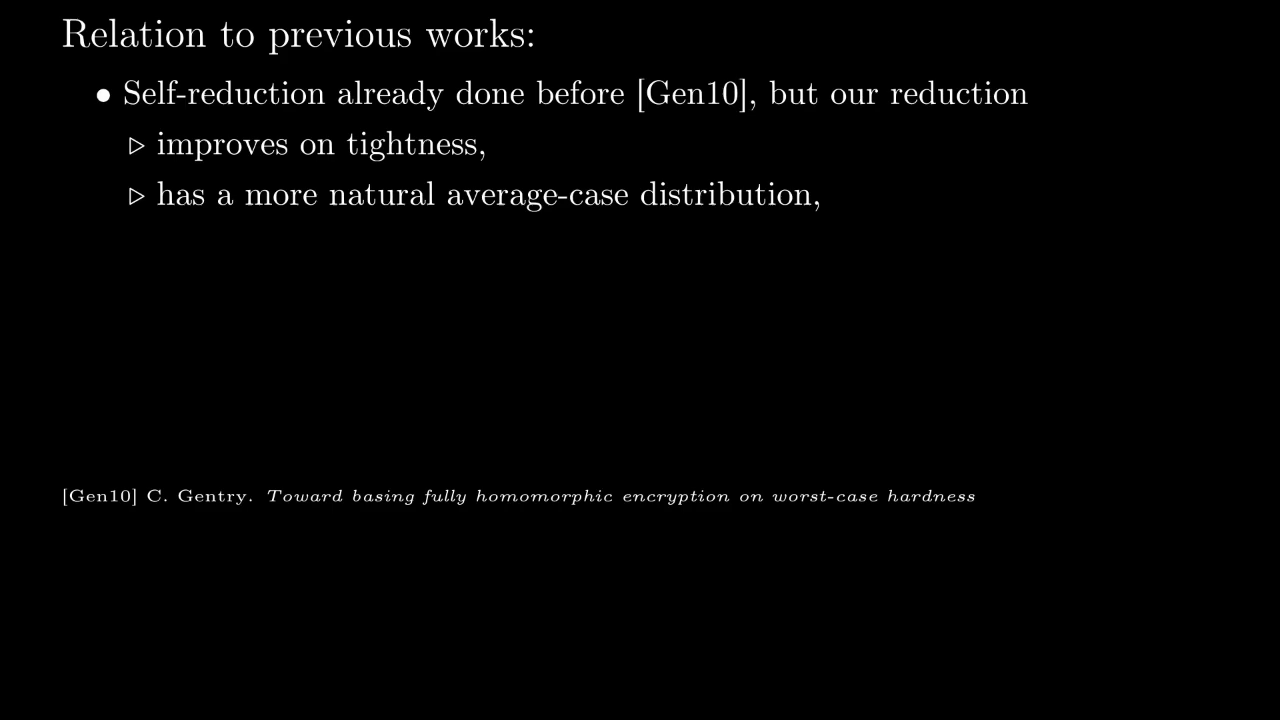 Relation to previous works:
• Self-reduction already done before [Gen10], but our reduction
▷ improves on tightness,
▷ has a more natural average-case distribution,
[Gen10] C. Gentry. Toward basing fully homomorphic encryption on worst-case hardness